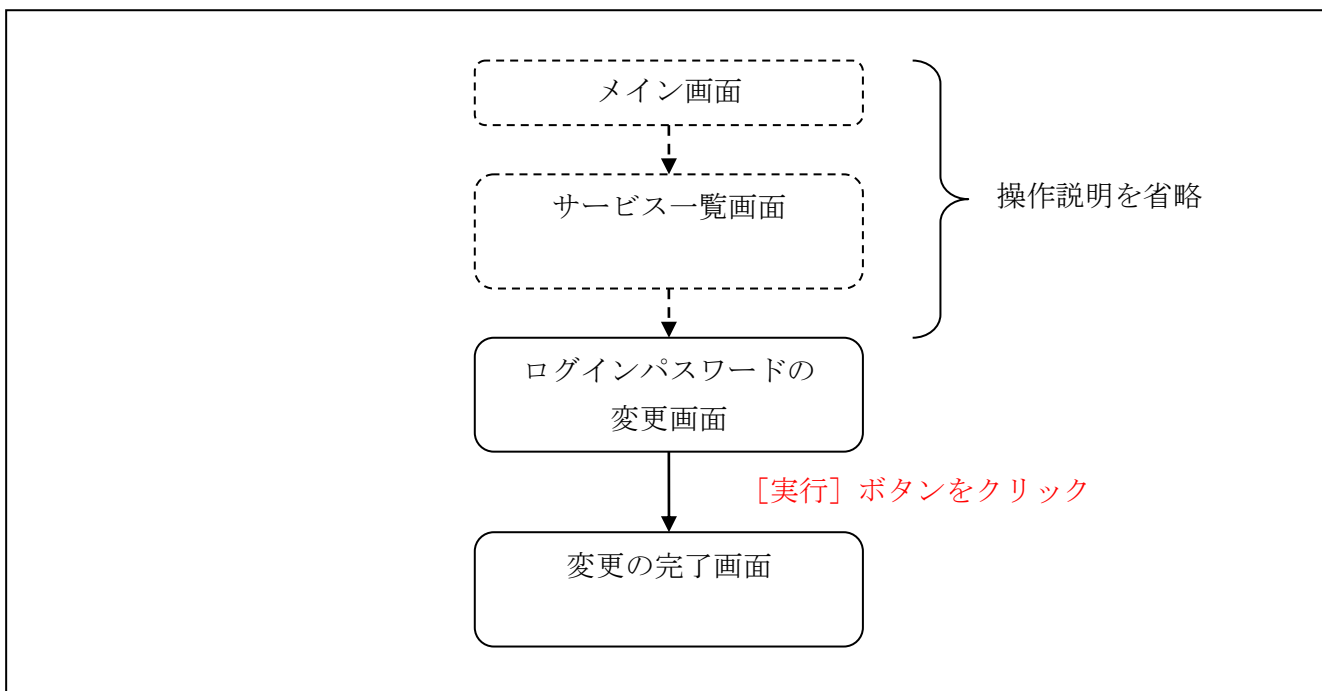 メイン画面
サービス一覧画面
操作説明を省略
ログインパスワードの
変更画面
［実行］ボタンをクリック
変更の完了画面